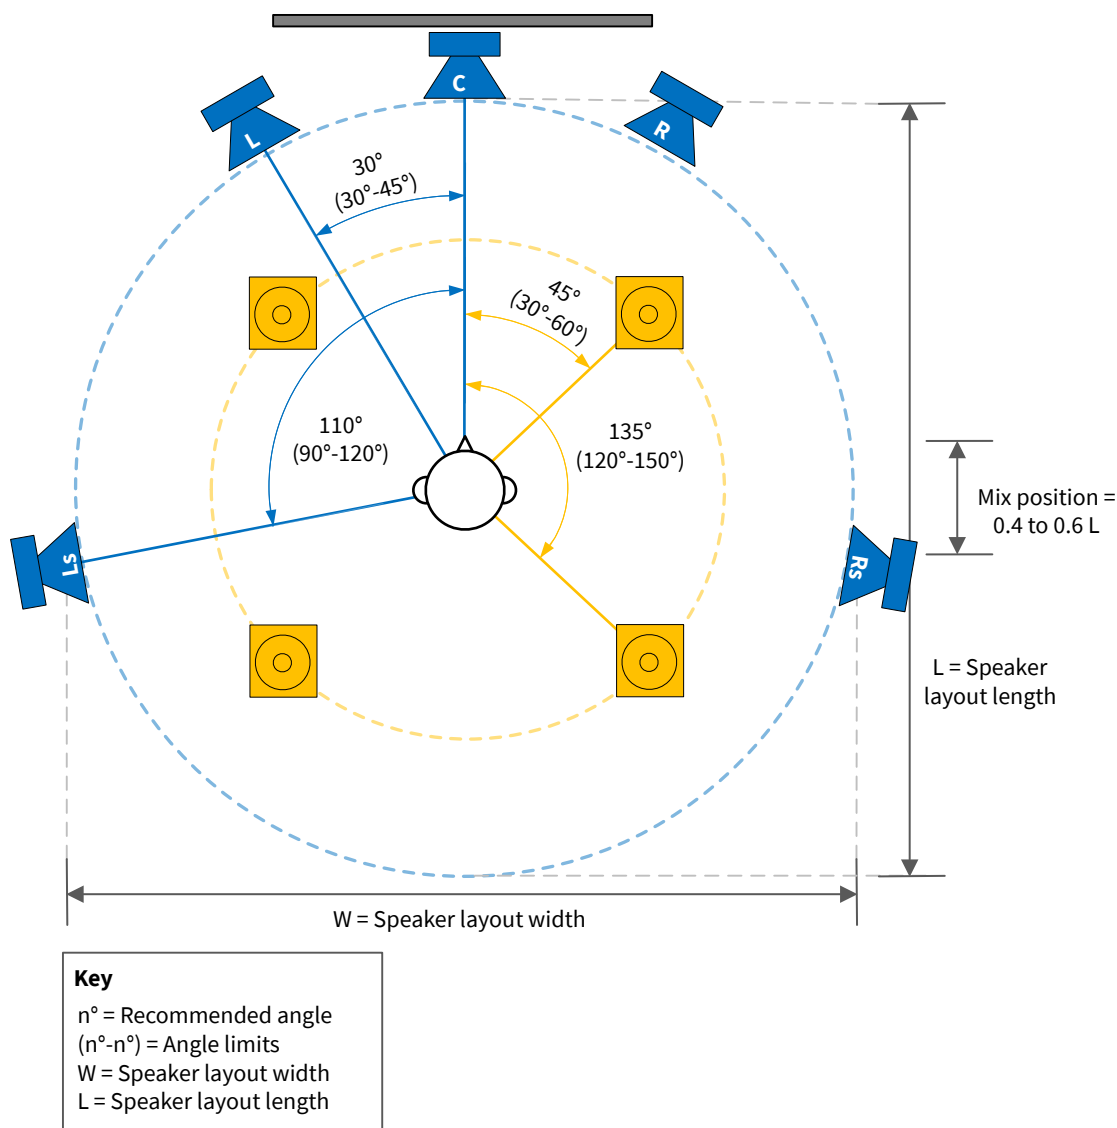 C
L
R
30°
(30°-45°)
45°
(30°-60°)
110°
(90°-120°)
135°
(120°-150°)
Mix position =
0.4 to 0.6 L
Ls
Rs
L = Speaker
layout length
W = Speaker layout width
Key
n° = Recommended angle
(n°-n°) = Angle limits
W = Speaker layout width
L = Speaker layout length